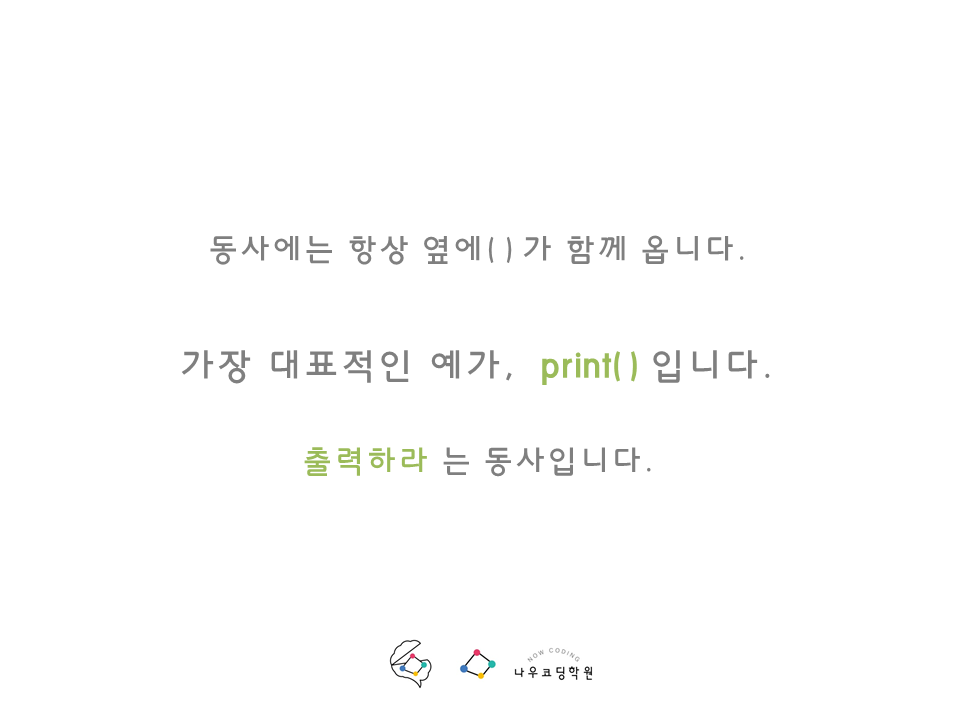 동사에는 항상 옆에( ) 가 함께 옵니다.
가장 대표적인 예가, print( ) 입니다.
출력하라 는 동사입니다.
NOW CODING
나우코딩학원